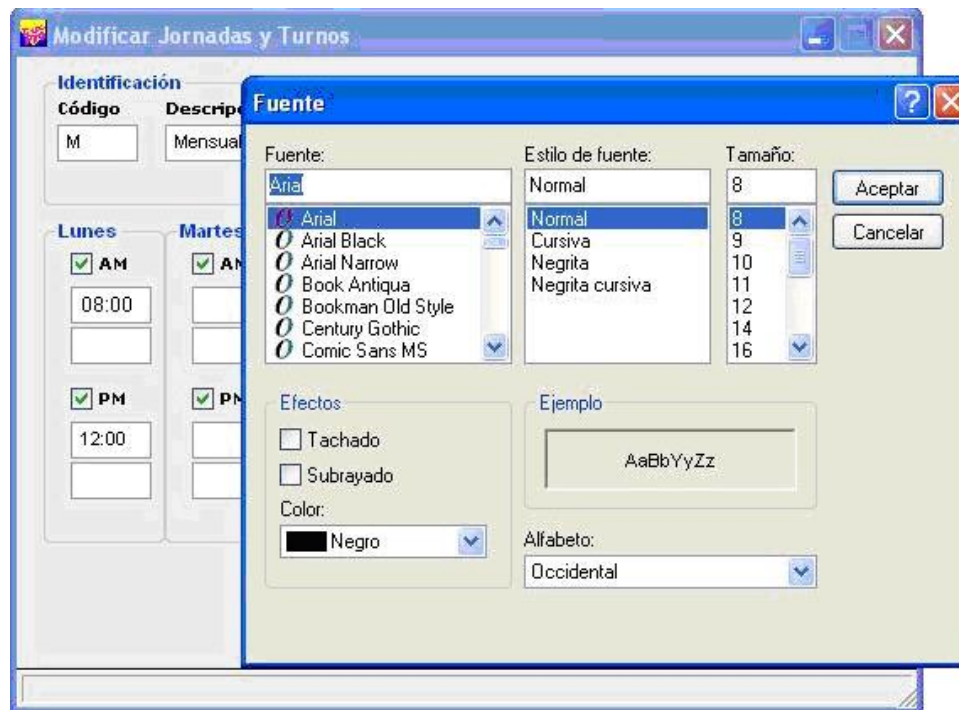 Modificar Jornadas y Turnos
Identificación
Código Descripc
M Mensual
Lunes Martes
AM AM
08:00
PM PM
12:00
Fuente
Fuente:
Arial
Arial
Arial Black
Arial Narrow
Book Antiqua
Bookman Old Style
Century Gothic
Comic Sans MS
Estilo de fuente:
Normal
Normal
Cursiva
Negrita
Negrita cursiva
Tamaño:
8
8
9
10
11
12
14
16
Aceptar
Cancelar
Efectos
Tachado
Subrayado
Color:
Negro
Ejemplo
AaBbYyZz
Alfabeto:
Occidental